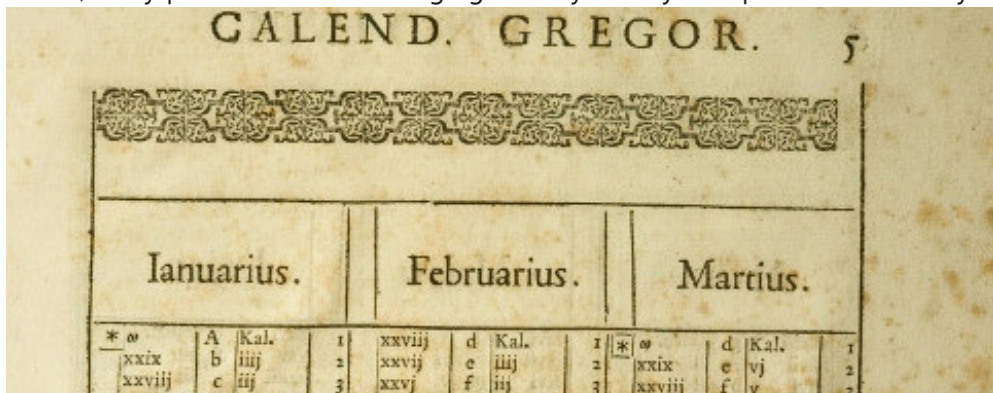 CALEND. GREGOR. 5
Ianuarius. Februarius. Martius.
* A Kal. 1 xxviij d Kal. 1 * d Kal. 1
xxix b iiij 2 xxvij e iiij 2 xxix e vj 2
xxviij c iij 3 xxvj f iij 3 xxviij f v